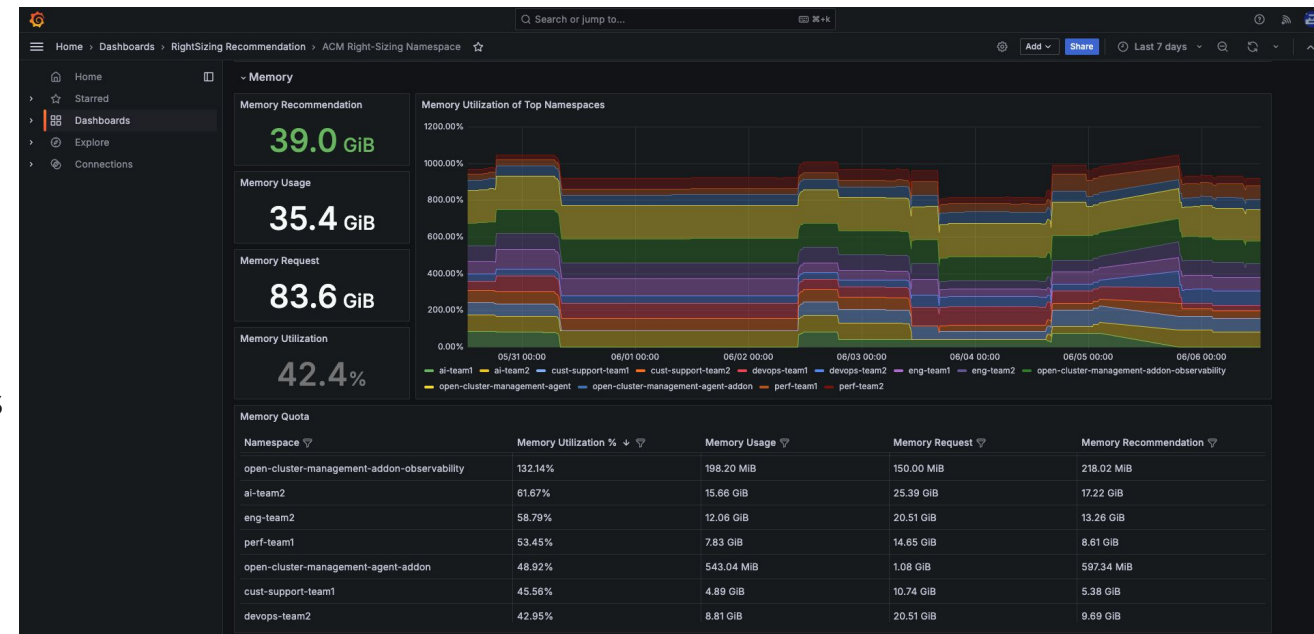 Search or jump to...
⌘+k
Home › Dashboards › RightSizing Recommendation › ACM Right-Sizing Namespace
Add
Share
Last 7 days
Home
Starred
Dashboards
Explore
Connections
Memory
Memory Recommendation
39.0 GiB
Memory Usage
35.4 GiB
Memory Request
83.6 GiB
Memory Utilization
42.4%
Memory Utilization of Top Namespaces
1200.00%
1000.00%
800.00%
600.00%
400.00%
200.00%
0.00%
05/31 00:00 06/01 00:00 06/02 00:00 06/03 00:00 06/04 00:00 06/05 00:00 06/06 00:00
ai-team1 ai-team2 cust-support-team1 cust-support-team2 devops-team1 devops-team2 eng-team1 eng-team2 open-cluster-management-addon-observability
open-cluster-management-agent open-cluster-management-agent-addon perf-team1 perf-team2
Memory Quota
Namespace Memory Utilization % ↓ Memory Usage Memory Request Memory Recommendation
open-cluster-management-addon-observability 132.14% 198.20 MiB 150.00 MiB 218.02 MiB
ai-team2 61.67% 15.66 GiB 25.39 GiB 17.22 GiB
eng-team2 58.79% 12.06 GiB 20.51 GiB 13.26 GiB
perf-team1 53.45% 7.83 GiB 14.65 GiB 8.61 GiB
open-cluster-management-agent-addon 48.92% 543.04 MiB 1.08 GiB 597.34 MiB
cust-support-team1 45.56% 4.89 GiB 10.74 GiB 5.38 GiB
devops-team2 42.95% 8.81 GiB 20.51 GiB 9.69 GiB